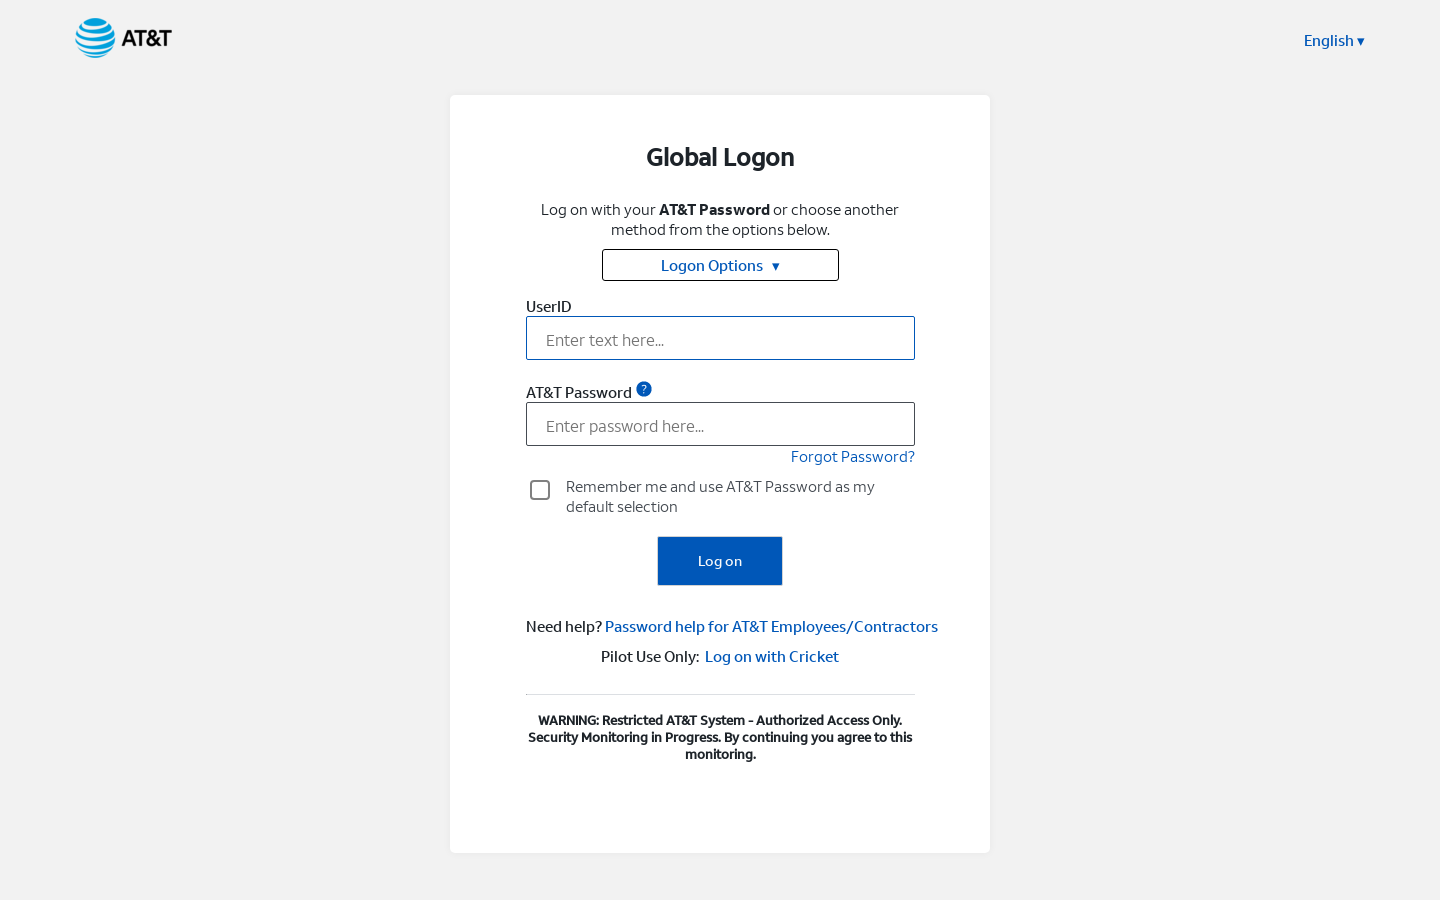 AT&T
English ▾
Global Logon
Log on with your AT&T Password or choose another
method from the options below.
Logon Options ▾
UserID
Enter text here...
AT&T Password ?
Enter password here...
Forgot Password?
Remember me and use AT&T Password as my
default selection
Log on
Need help? Password help for AT&T Employees/Contractors
Pilot Use Only: Log on with Cricket
WARNING: Restricted AT&T System - Authorized Access Only.
Security Monitoring in Progress. By continuing you agree to this
monitoring.